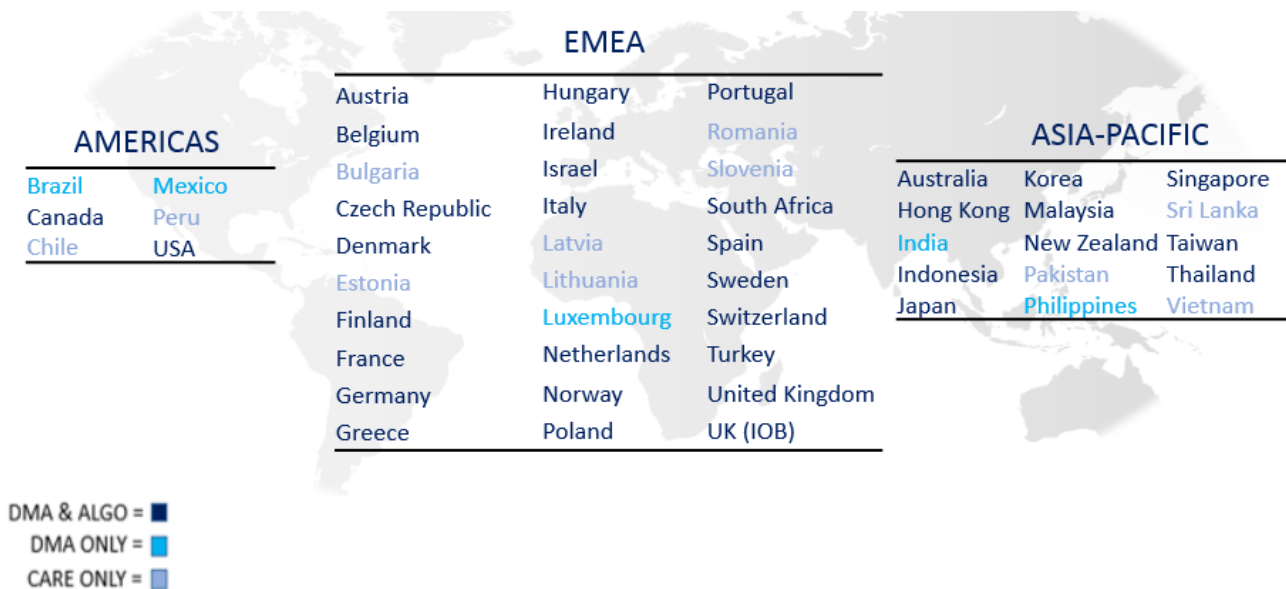 EMEA
Austria Hungary Portugal
Belgium Ireland Romania
Bulgaria Israel Slovenia
Czech Republic Italy South Africa
Denmark Latvia Spain
Estonia Lithuania Sweden
Finland Luxembourg Switzerland
France Netherlands Turkey
Germany Norway United Kingdom
Greece Poland UK (IOB)
AMERICAS
Brazil Mexico
Canada Peru
Chile USA
ASIA-PACIFIC
Australia Korea Singapore
Hong Kong Malaysia Sri Lanka
India New Zealand Taiwan
Indonesia Pakistan Thailand
Japan Philippines Vietnam
DMA & ALGO =
DMA ONLY =
CARE ONLY =